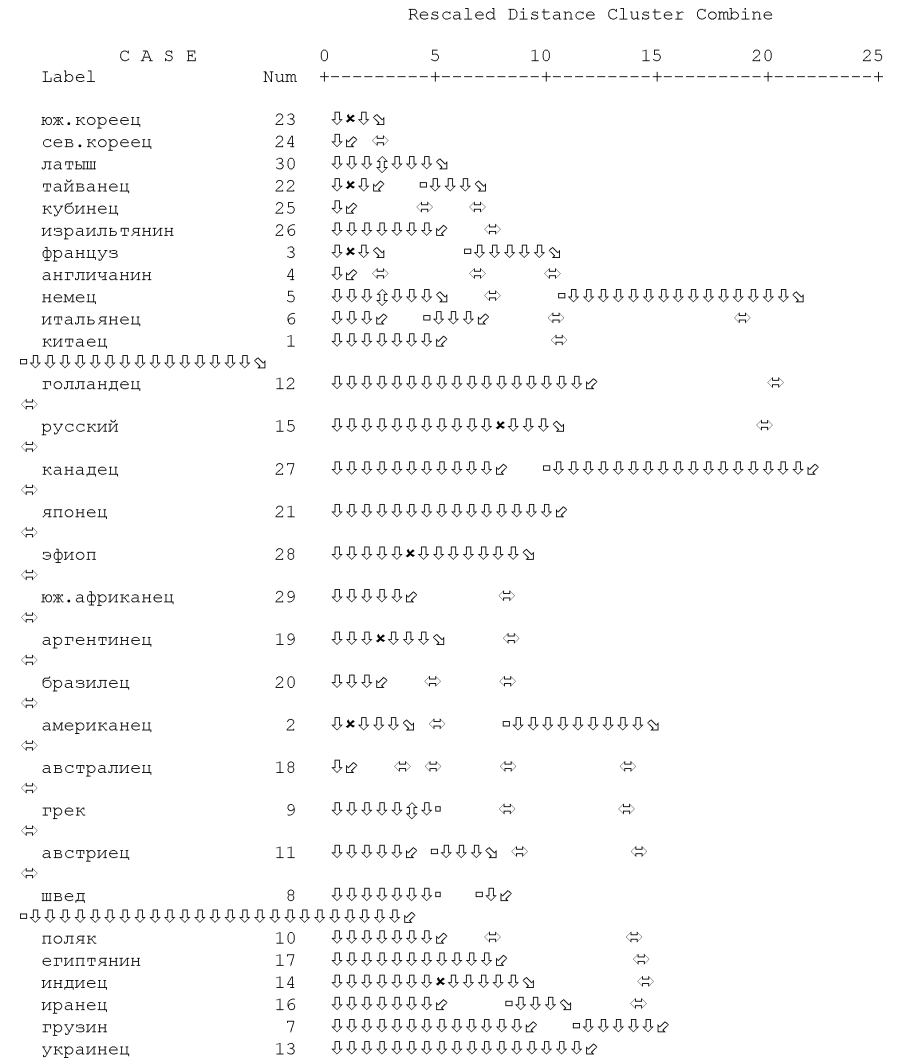 Rescaled Distance Cluster Combine
C A S E 0 5 10 15 20 25
Label Num +---------+---------+---------+---------+---------+
юж.кореец 23
сев.кореец 24
латыш 30
тайванец 22
кубинец 25
израильтянин 26
француз 3
англичанин 4
немец 5
итальянец 6
китаец 1
голландец 12
русский 15
канадец 27
японец 21
эфиоп 28
юж.африканец 29
аргентинец 19
бразилец 20
американец 2
австралиец 18
грек 9
австриец 11
швед 8
поляк 10
египтянин 17
индиец 14
иранец 16
грузин 7
украинец 13